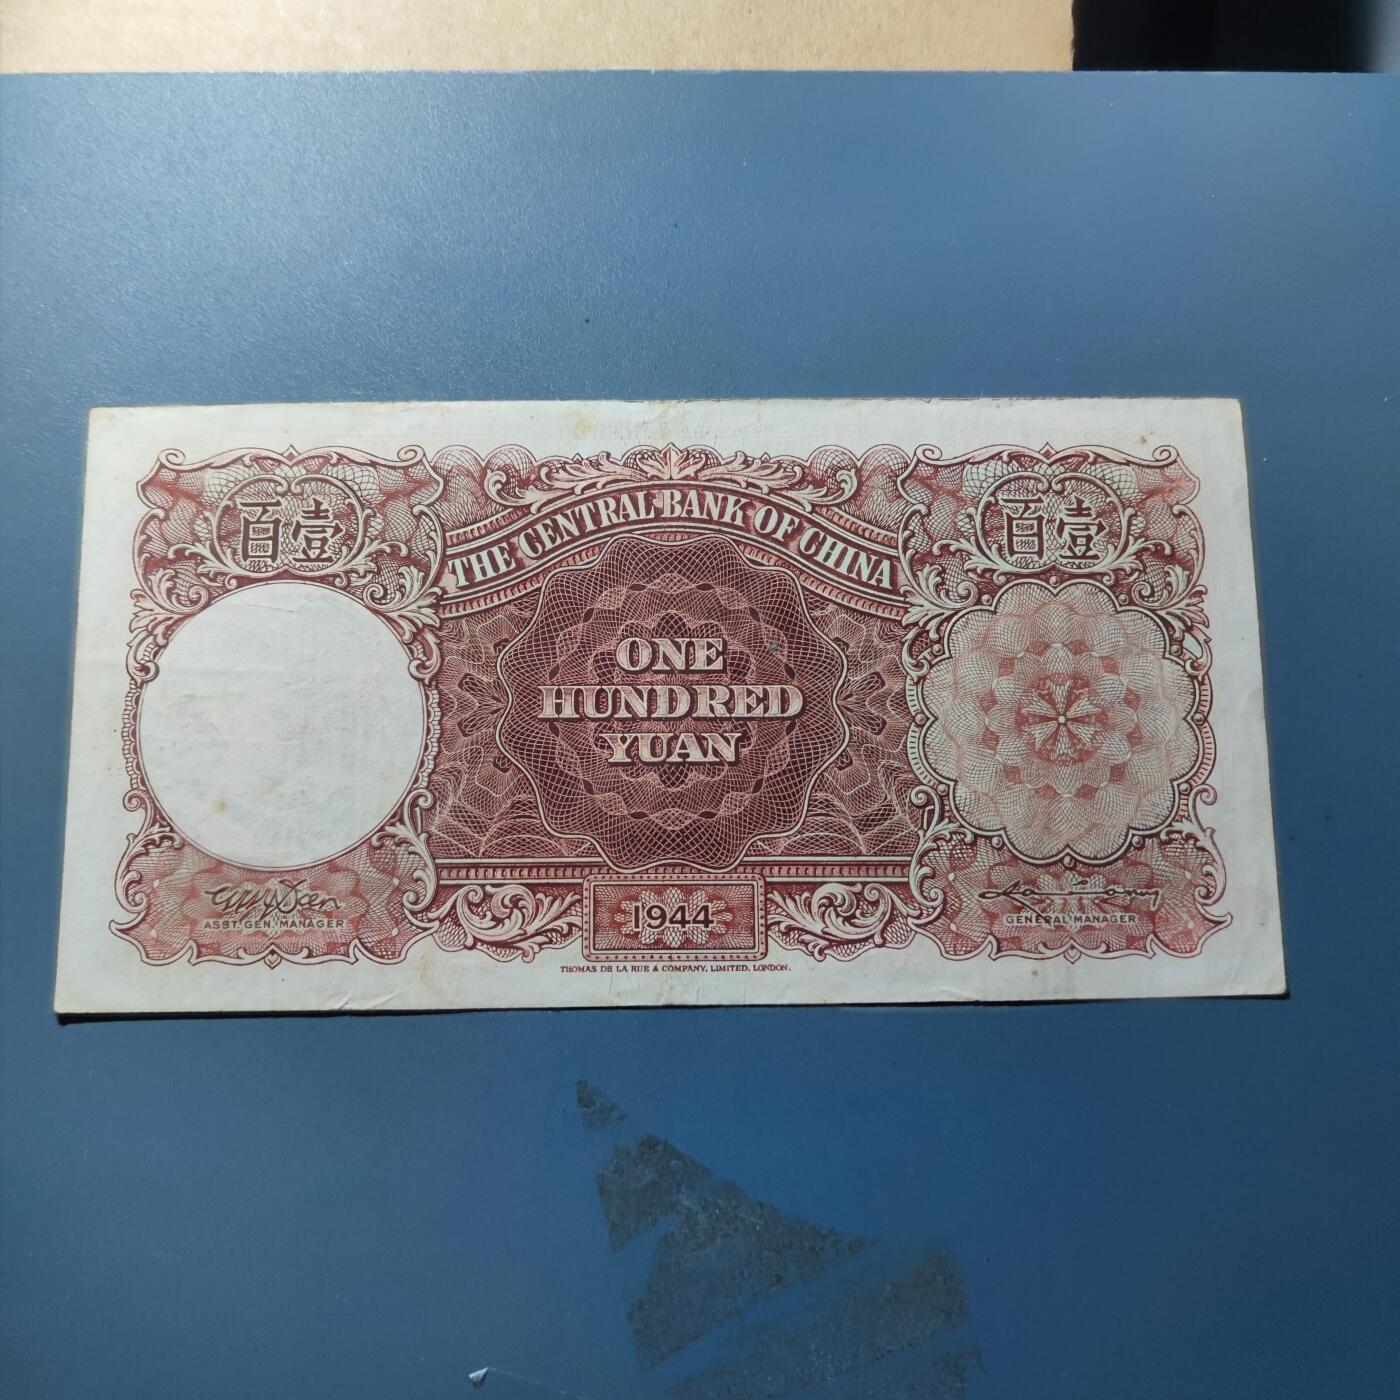 百壹
百壹
THE CENTRAL BANK OF CHINA
ONE
HUNDRED
YUAN
ASST. GEN. MANAGER
1944
GENERAL MANAGER
THOMAS DE LA RUE & COMPANY, LIMITED, LONDON.